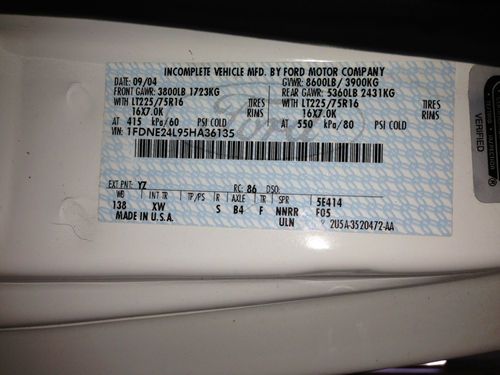 INCOMPLETE VEHICLE MFD. BY FORD MOTOR COMPANY
DATE: 09/04 GVWR: 8600LB / 3900KG
FRONT GAWR: 3800LB 1723KG REAR GAWR: 5360LB 2431KG
WITH LT225/75R16 TIRES WITH LT225/75R16 TIRES
16X7.0K RIMS 16X7.0K RIMS
AT 415 kPa/60 PSI COLD AT 550 kPa/80 PSI COLD
VIN: 1FDNE24L95HA36135
EXT PNT: YZ RC: 86 DSO:
WB INT TR TP/PS R AXLE TR SPR 5E414
138 XW S B4 F NNRR F05
MADE IN U.S.A. ULN 2U5A-3520472-AA
VERIFIED